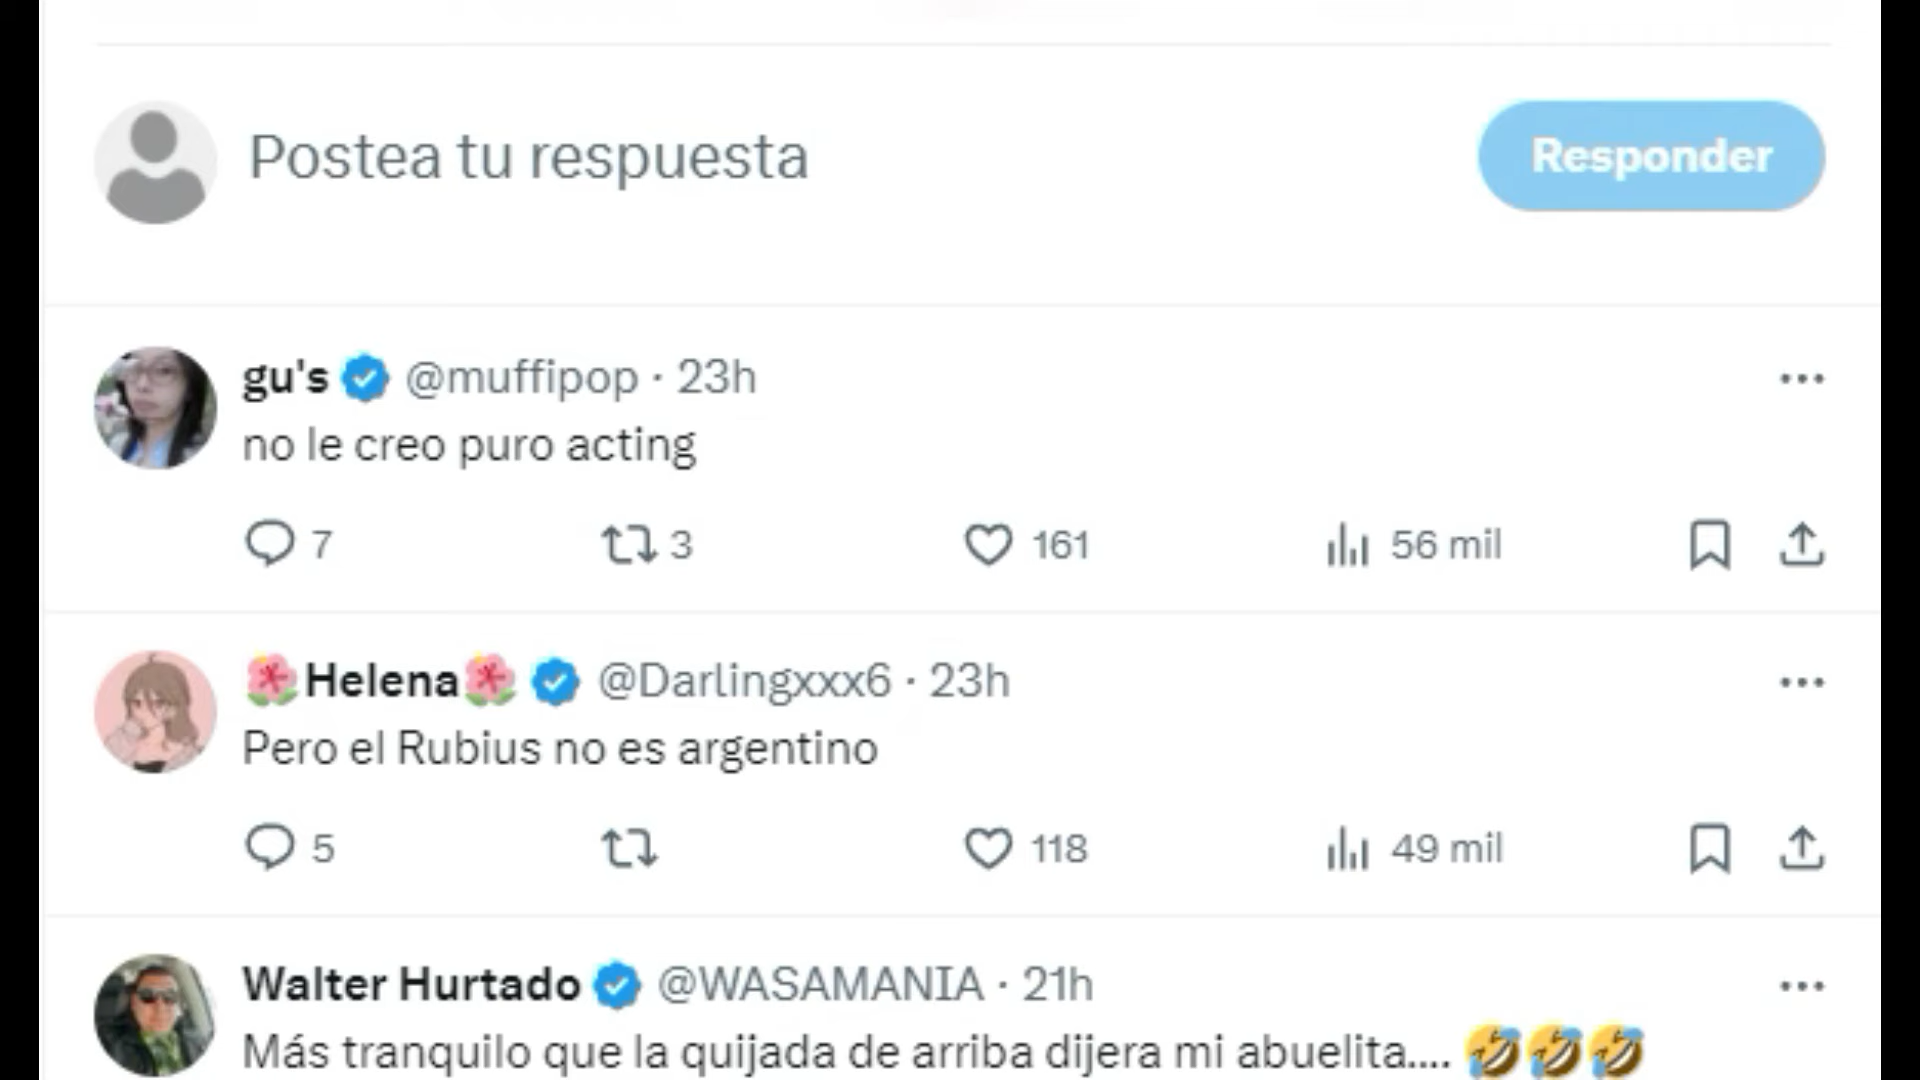 Postea tu respuesta
Responder
gu's @muffipop · 23h
no le creo puro acting
7 3 161 56 mil
🌺Helena🌺 @Darlingxxx6 · 23h
Pero el Rubius no es argentino
5 118 49 mil
Walter Hurtado @WASAMANIA · 21h
Más tranquilo que la quijada de arriba dijera mi abuelita.... 🤣🤣🤣